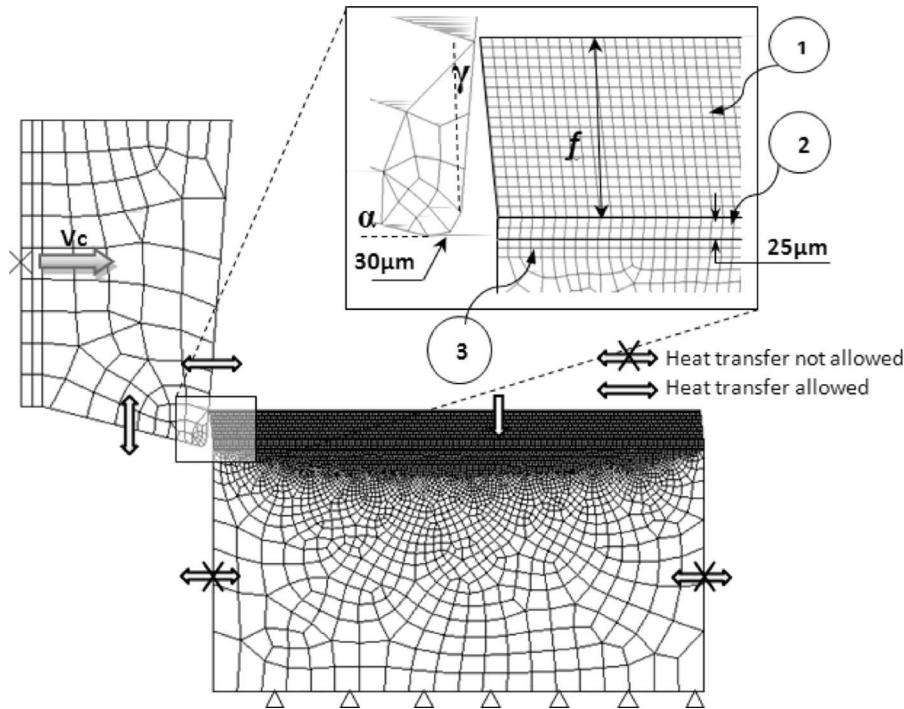 1
2
γ
f
α
Vc
30μm
25μm
3
Heat transfer not allowed
Heat transfer allowed